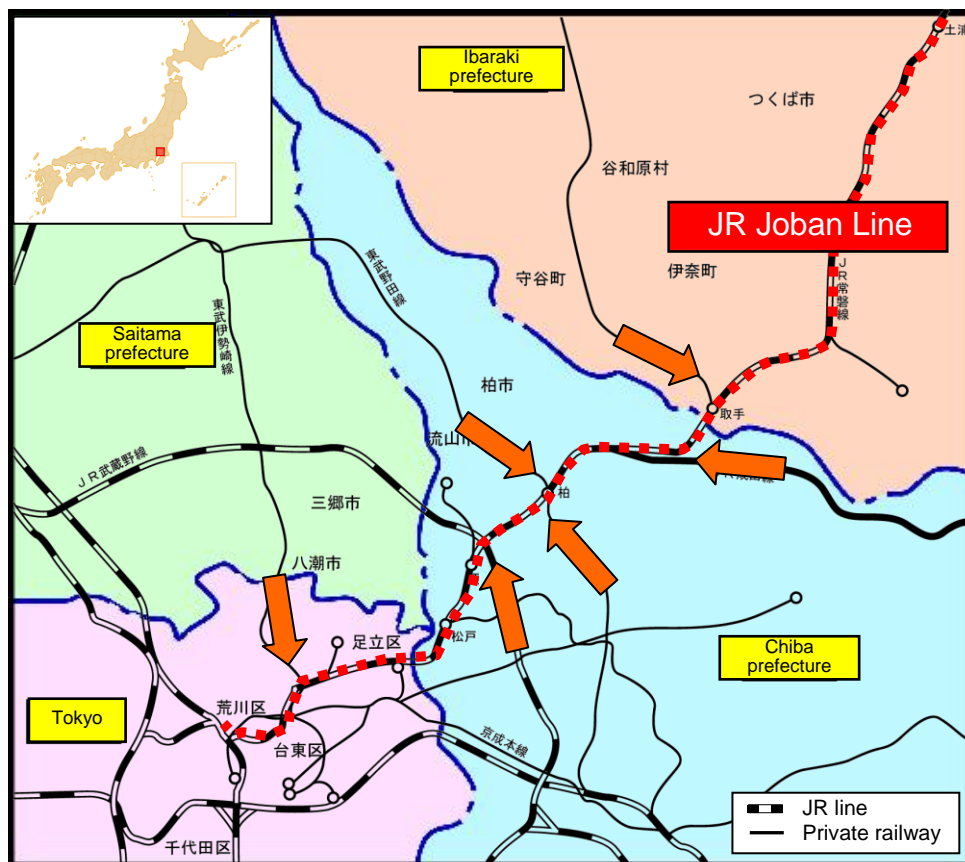 土浦
Ibaraki
prefecture
つくば市
谷和原村
JR Joban Line
東武野田線
守谷町
伊奈町
JR常磐線
東武伊勢崎線
Saitama
prefecture
柏市
取手
流山市
JR武蔵野線
柏
三郷市
八潮市
松戸
足立区
Chiba
prefecture
荒川区
Tokyo
台東区
京成本線
JR line
Private railway
千代田区